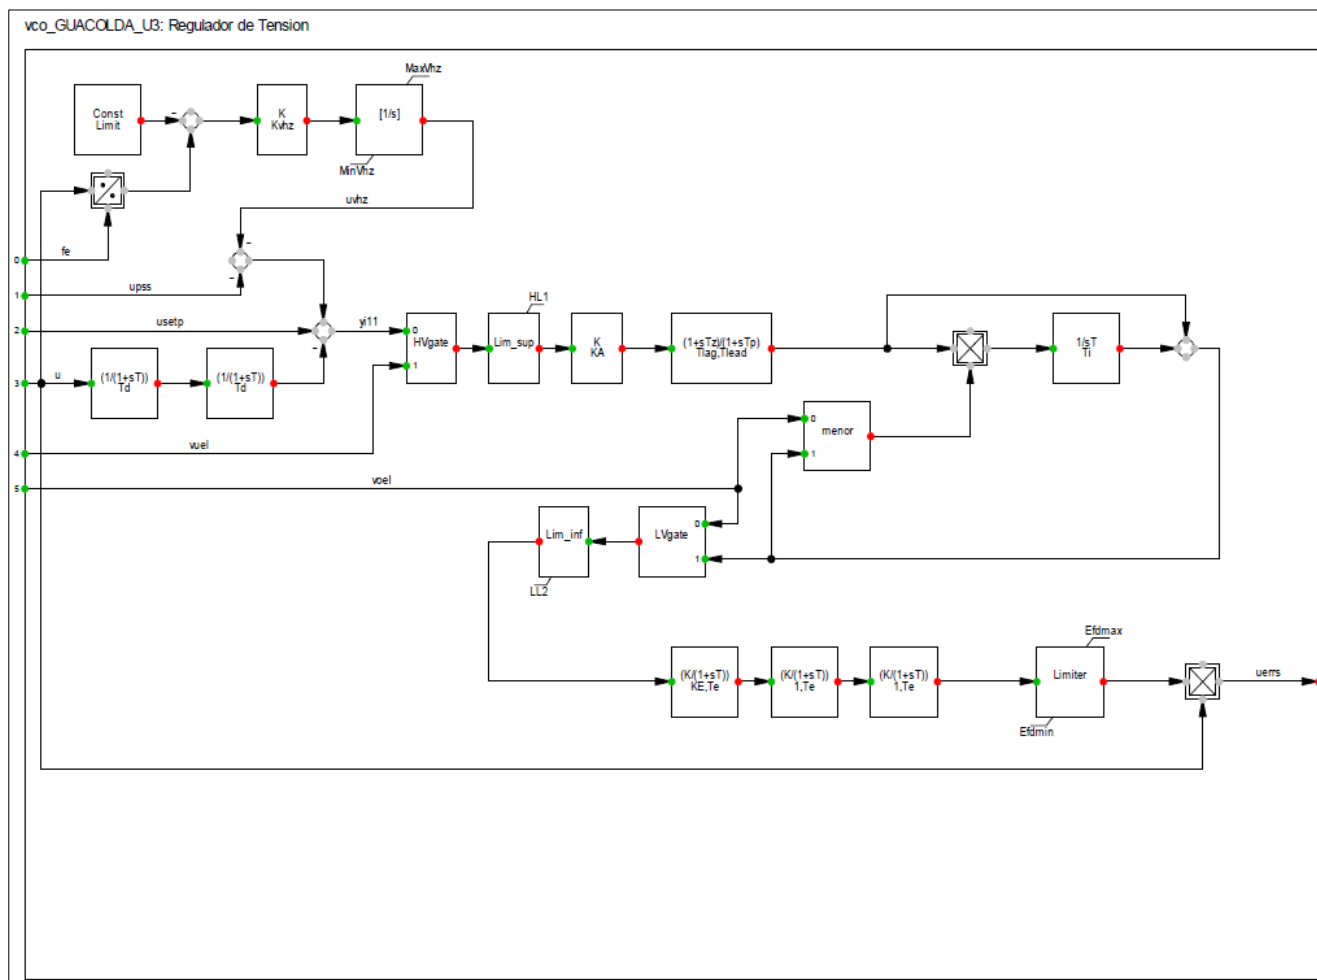 vco_GUACOLDA_U3: Regulador de Tension
MaxVhz
Const
Limit
K
Kvhz
[1/s]
MinVhz
uvhz
-
-
-
-
0
fe
1
upss
2
usetp
yi11
3
u
(1/(1+sT))
Td
(1/(1+sT))
Td
4
vuel
5
voel
0
HVgate
1
HL1
Lim_sup
K
KA
(1+sTz)/(1+sTp)
Tlag,Tlead
1/sT
Ti
0
menor
1
Lim_inf
LL2
LVgate
0
1
(K/(1+sT))
KE,Te
(K/(1+sT))
1,Te
(K/(1+sT))
1,Te
Efdmax
Limiter
Efdmin
uerrs